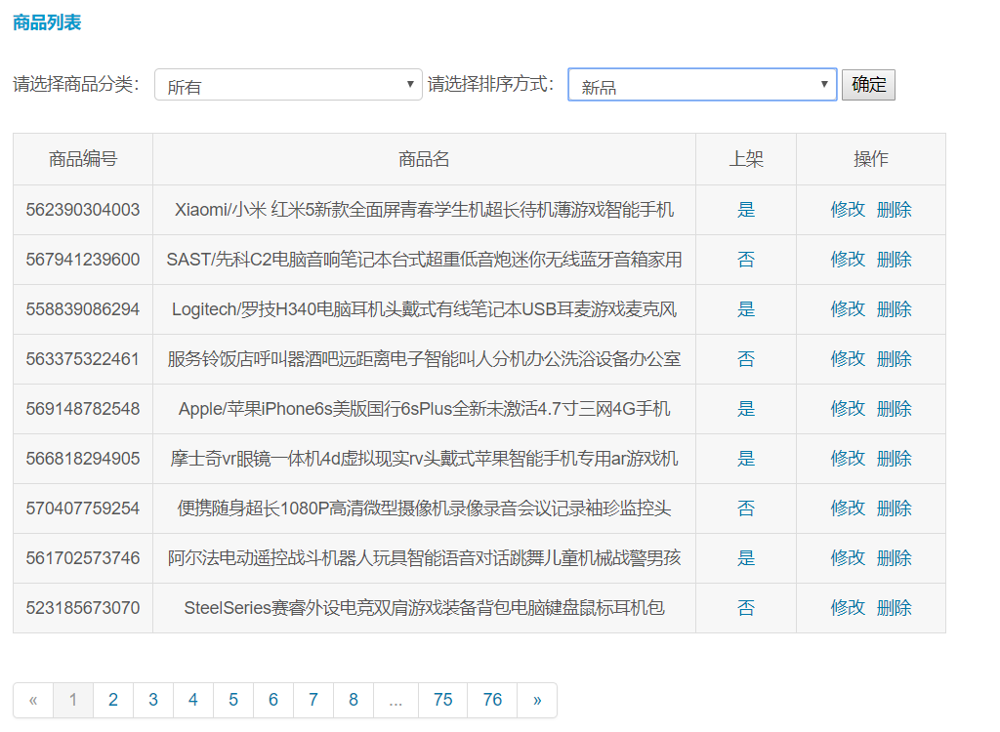 商品列表
请选择商品分类： 所有 请选择排序方式： 新品 确定
商品编号 商品名 上架 操作
562390304003 Xiaomi/小米 红米5新款全面屏青春学生机超长待机薄游戏智能手机 是 修改 删除
567941239600 SAST/先科C2电脑音响笔记本台式超重低音炮迷你无线蓝牙音箱家用 否 修改 删除
558839086294 Logitech/罗技H340电脑耳机头戴式有线笔记本USB耳麦游戏麦克风 是 修改 删除
563375322461 服务铃饭店呼叫器酒吧远距离电子智能叫人分机办公洗浴设备办公室 否 修改 删除
569148782548 Apple/苹果iPhone6s美版国行6sPlus全新未激活4.7寸三网4G手机 是 修改 删除
566818294905 摩士奇vr眼镜一体机4d虚拟现实rv头戴式苹果智能手机专用ar游戏机 是 修改 删除
570407759254 便携随身超长1080P高清微型摄像机录像录音会议记录袖珍监控头 否 修改 删除
561702573746 阿尔法电动遥控战斗机器人玩具智能语音对话跳舞儿童机械战警男孩 是 修改 删除
523185673070 SteelSeries赛睿外设电竞双肩游戏装备背包电脑键盘鼠标耳机包 否 修改 删除
« 1 2 3 4 5 6 7 8 ... 75 76 »